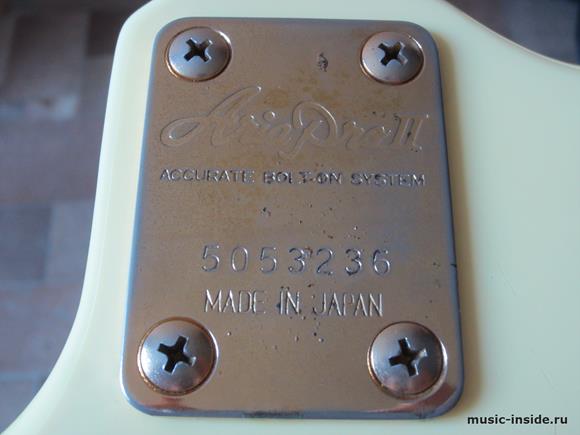 AriaProII
ACCURATE BOLT-ON SYSTEM
5053236
MADE IN JAPAN
music-inside.ru